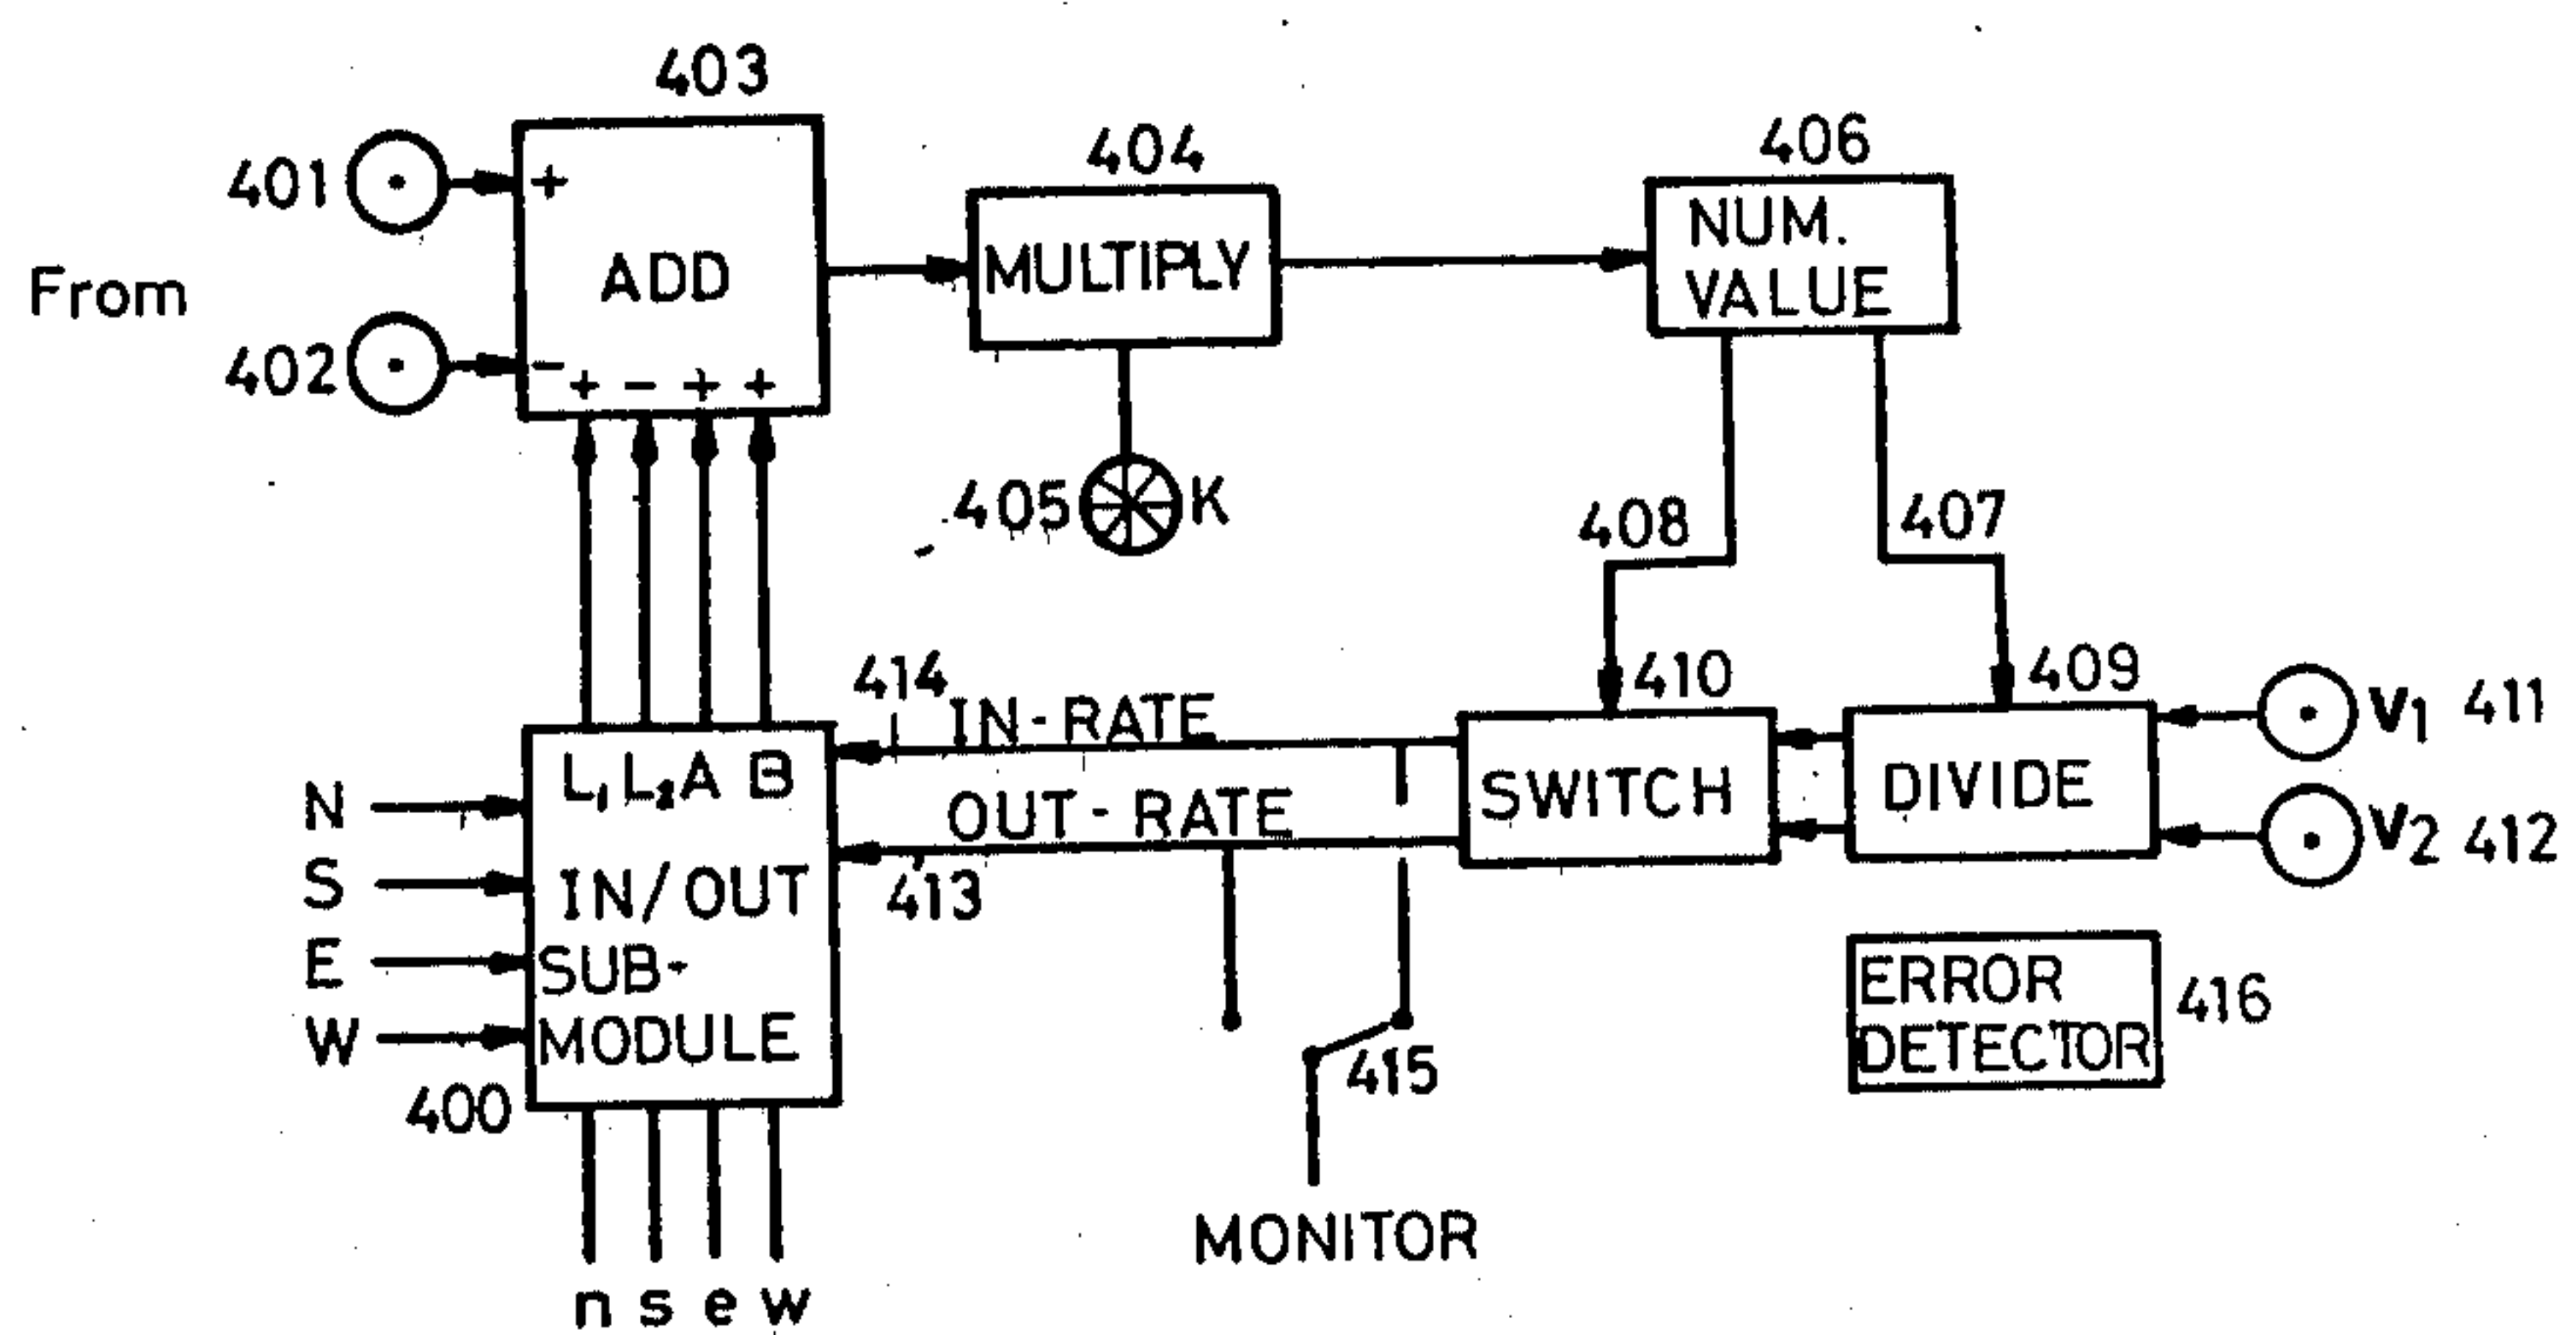 403
401
+
ADD
From
402
-
+ - + +
404
MULTIPLY
405
K
406
NUM.
VALUE
408
407
414
IN-RATE
410
SWITCH
409
DIVIDE
V1 411
V2 412
OUT-RATE
413
L1 L2 A B
IN/OUT
SUB-
MODULE
N
S
E
W
400
n s e w
415
MONITOR
ERROR
DETECTOR
416